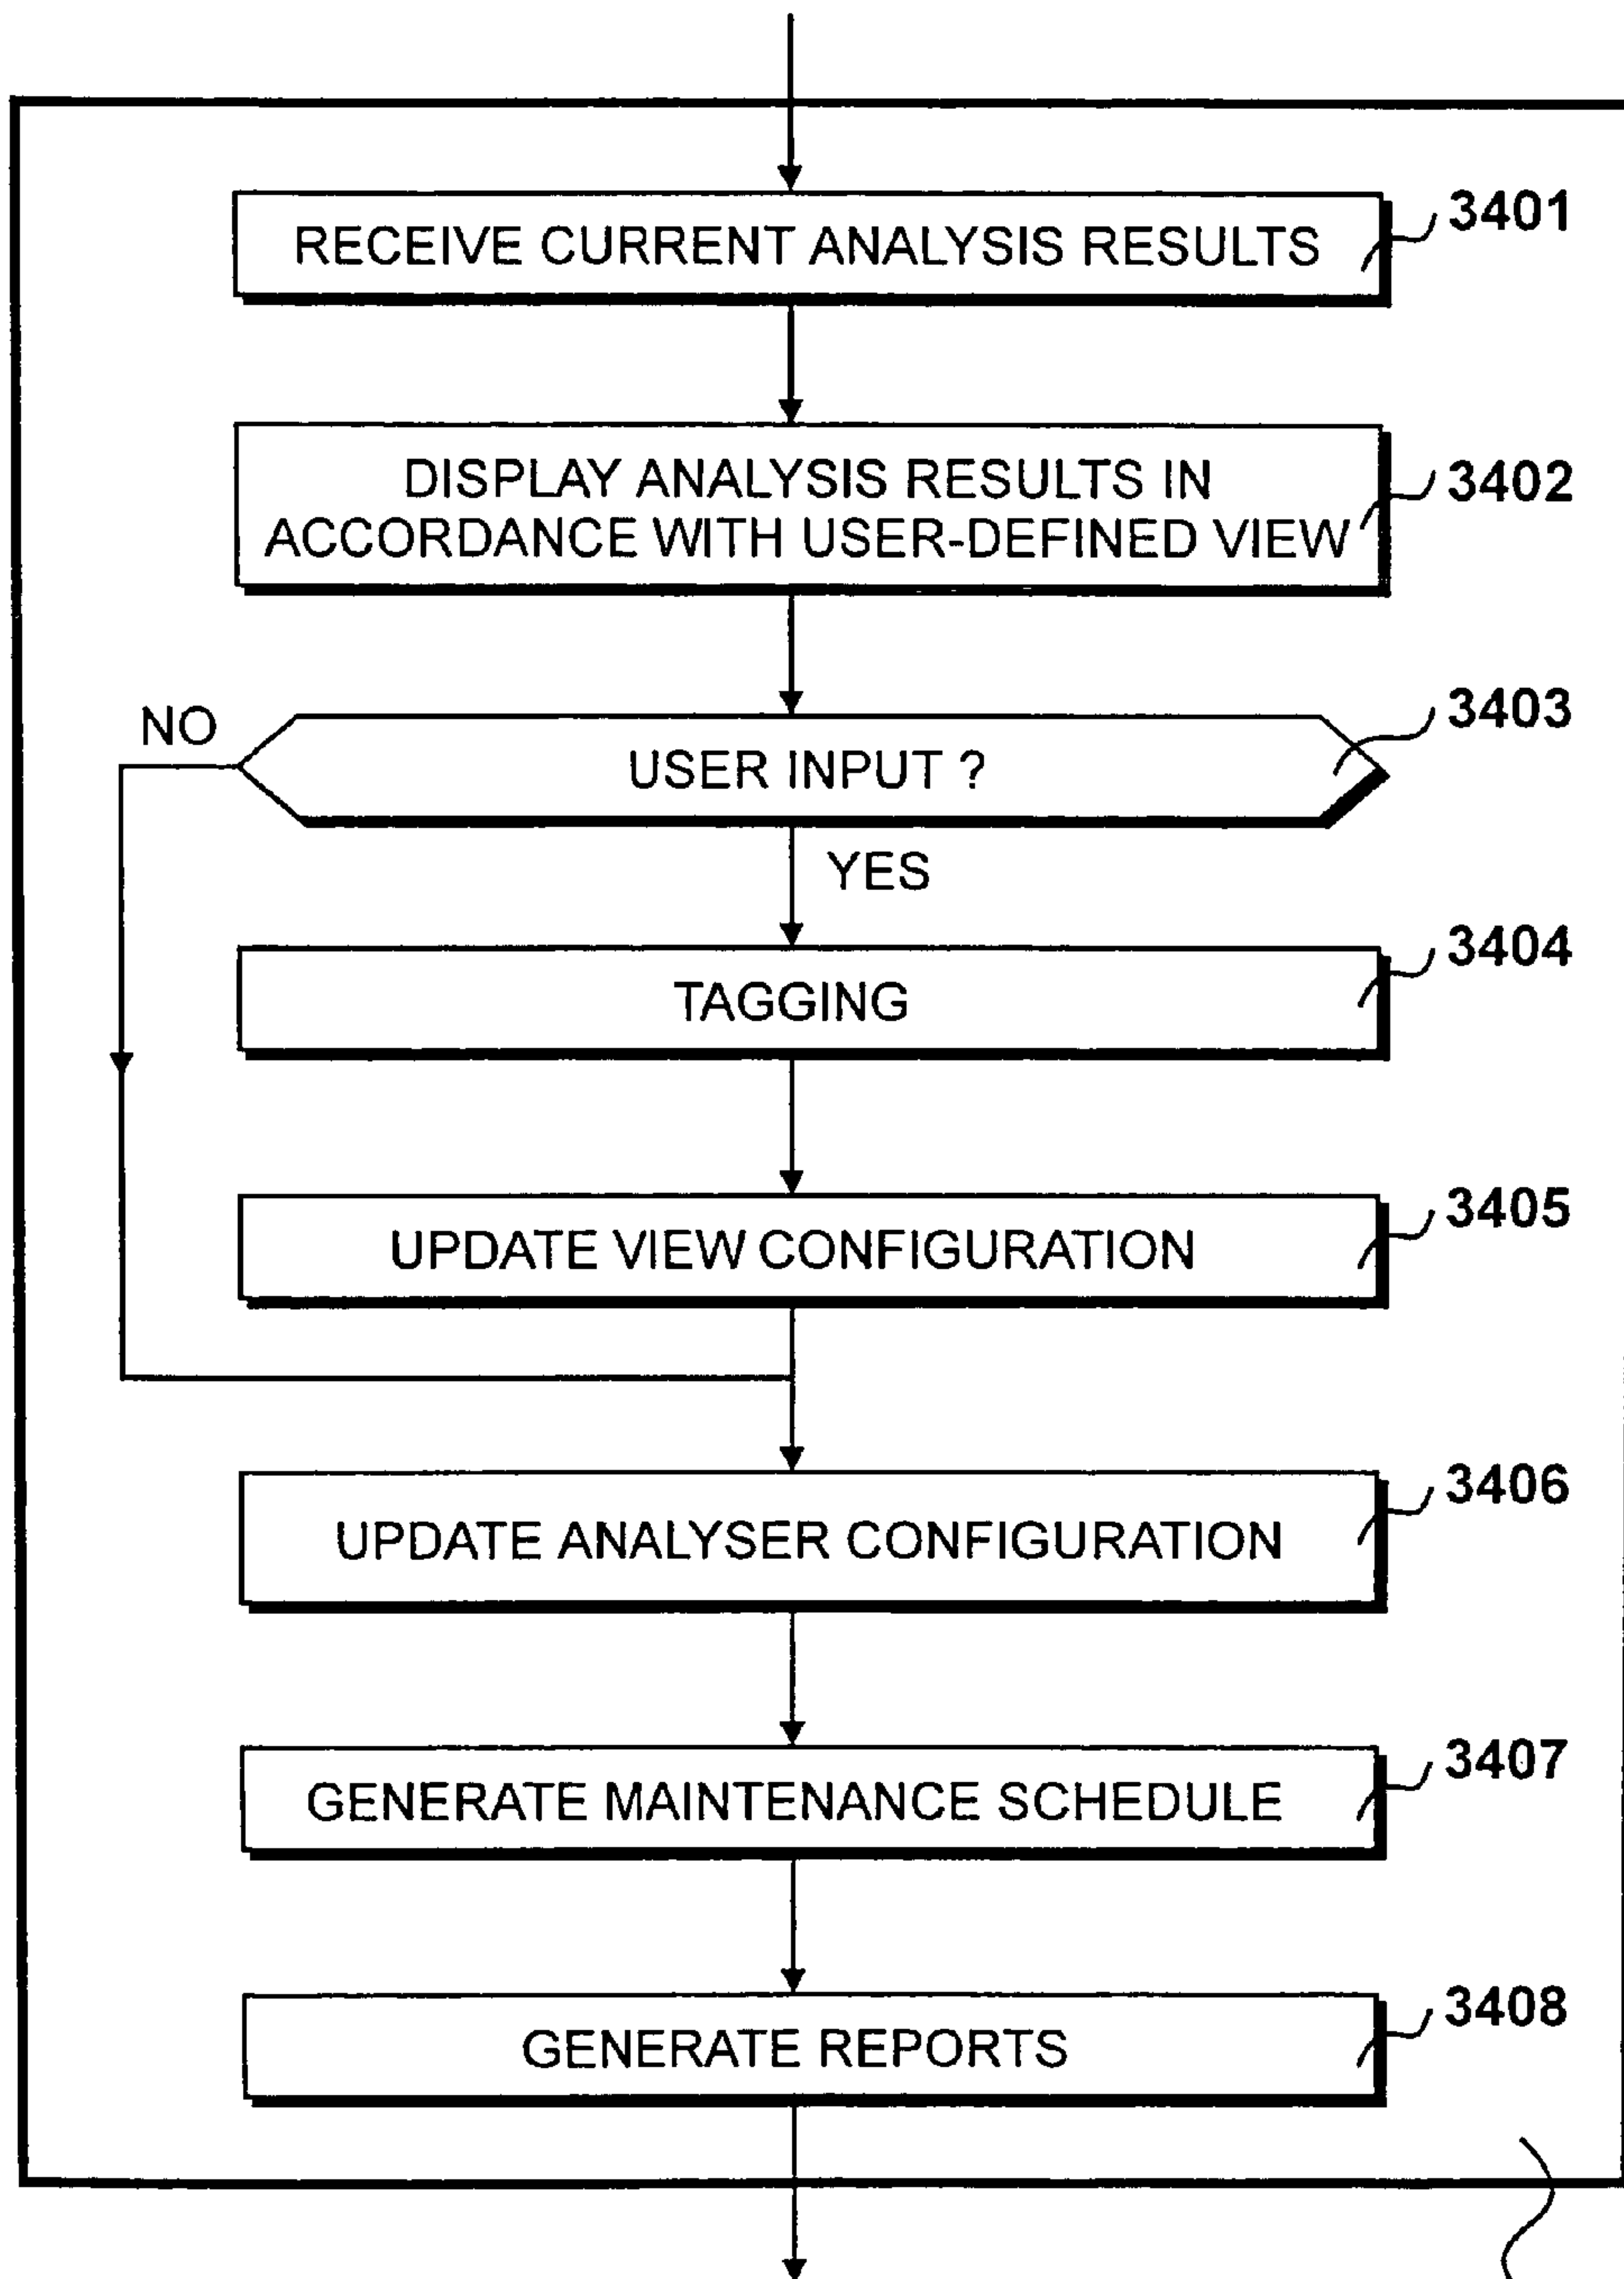 RECEIVE CURRENT ANALYSIS RESULTS
3401
DISPLAY ANALYSIS RESULTS IN
ACCORDANCE WITH USER-DEFINED VIEW
3402
NO
USER INPUT ?
3403
YES
TAGGING
3404
UPDATE VIEW CONFIGURATION
3405
UPDATE ANALYSER CONFIGURATION
3406
GENERATE MAINTENANCE SCHEDULE
3407
GENERATE REPORTS
3408